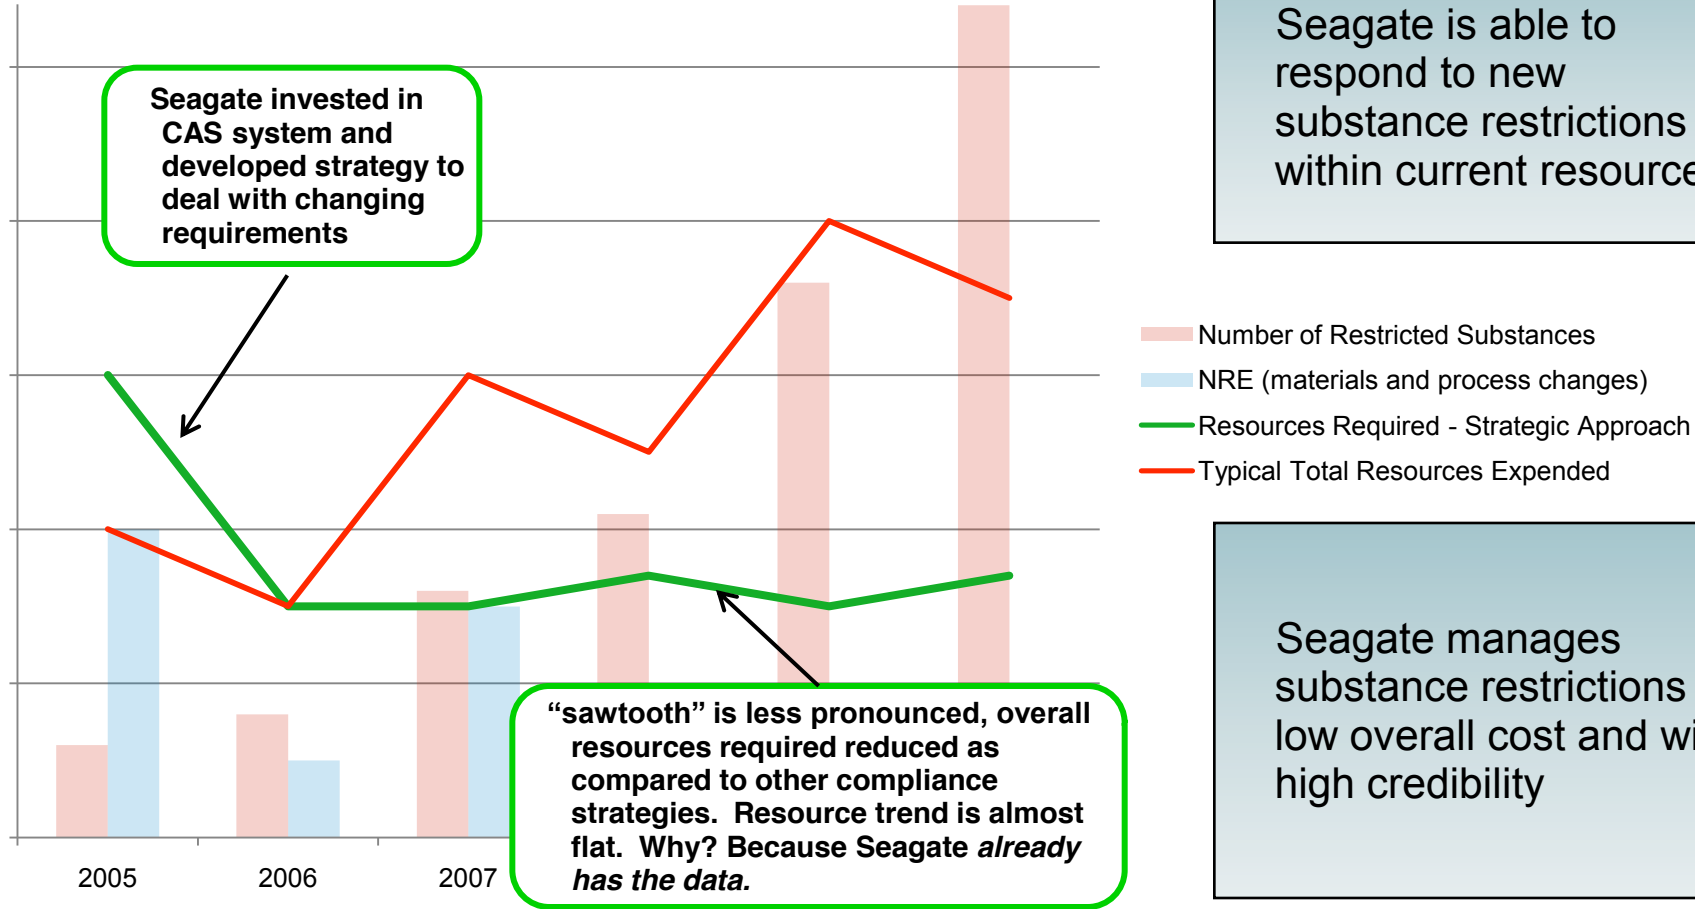 Seagate is able to
respond to new
substance restrictions
within current resource
Seagate invested in
CAS system and
developed strategy to
deal with changing
requirements
Number of Restricted Substances
NRE (materials and process changes)
Resources Required - Strategic Approach
Typical Total Resources Expended
“sawtooth” is less pronounced, overall
resources required reduced as
compared to other compliance
strategies.  Resource trend is almost
flat.  Why? Because Seagate already
has the data.
Seagate manages
substance restrictions
low overall cost and wi
high credibility
2005
2006
2007